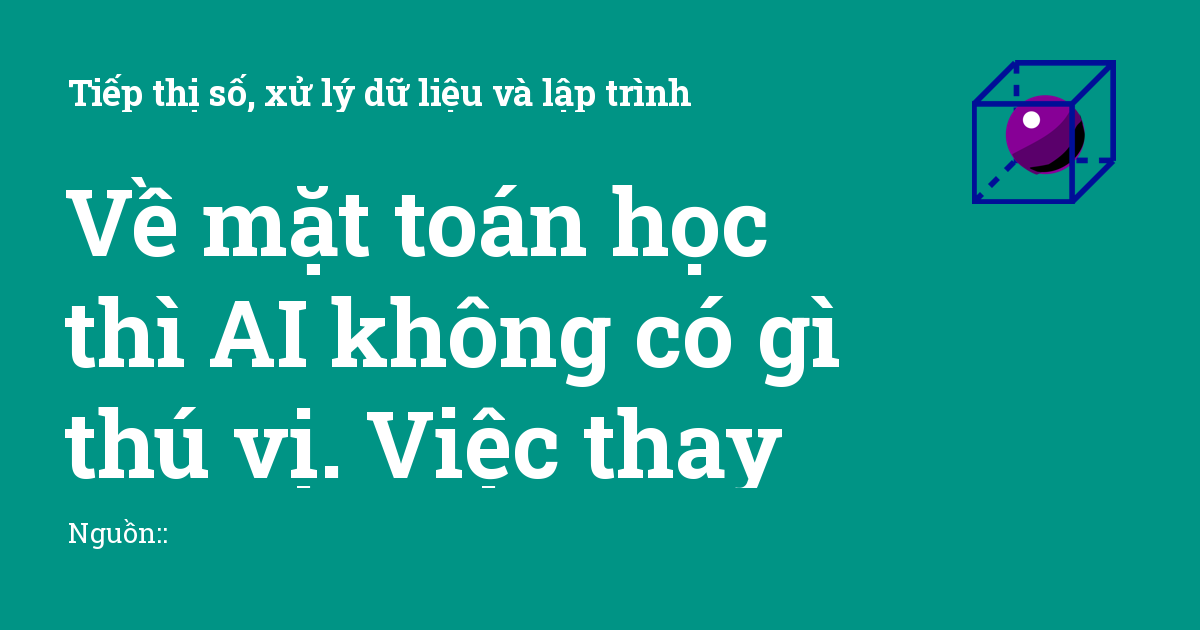 Tiếp thị số, xử lý dữ liệu và lập trình
Về mặt toán học
thì AI không có gì
thú vị. Việc thay
Nguồn::